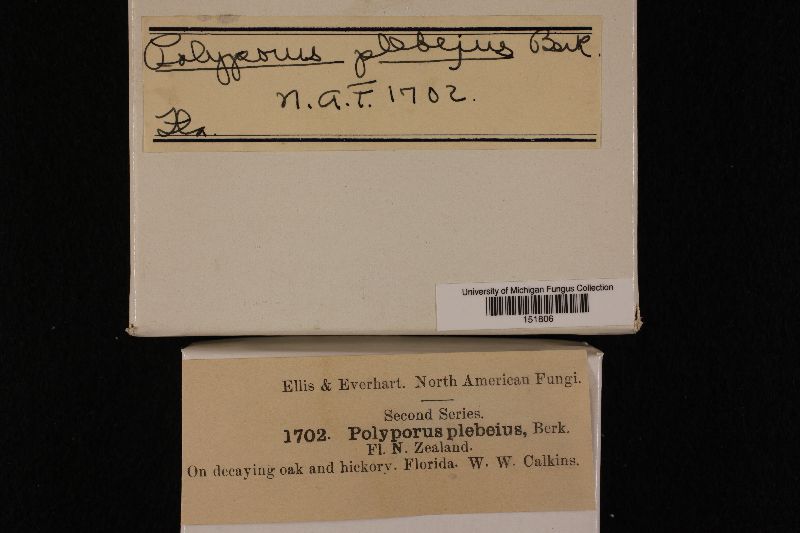 Polyporus plebejus Berk.
N.A.F. 1702.
Fla.
University of Michigan Fungus Collection
151806
Ellis & Everhart. North American Fungi.
Second Series.
1702. Polyporus plebeius, Berk.
Fl. N. Zealand.
On decaying oak and hickory. Florida. W. W. Calkins.